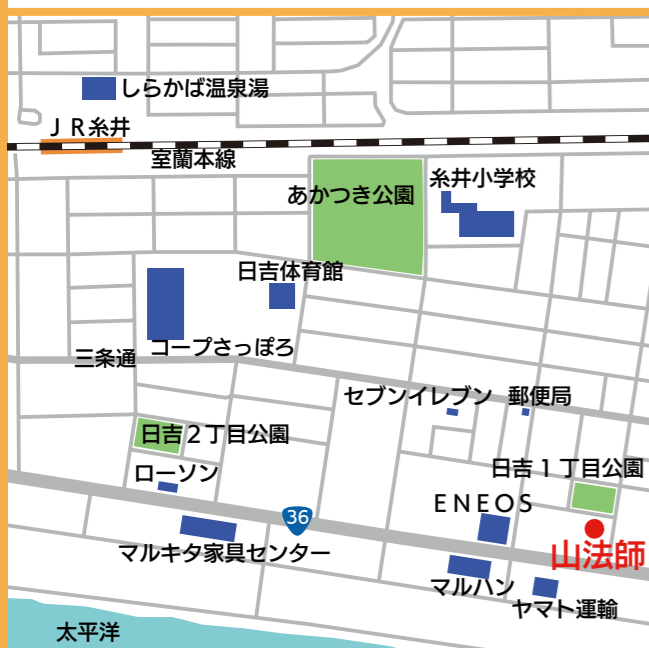 しらかば温泉湯
ＪＲ糸井
室蘭本線
糸井小学校
あかつき公園
日吉体育館
コープさっぽろ
三条通
セブンイレブン
郵便局
日吉２丁目公園
ローソン
日吉１丁目公園
ＥＮＥＯＳ
36
山法師
マルキタ家具センター
マルハン
ヤマト運輸
太平洋